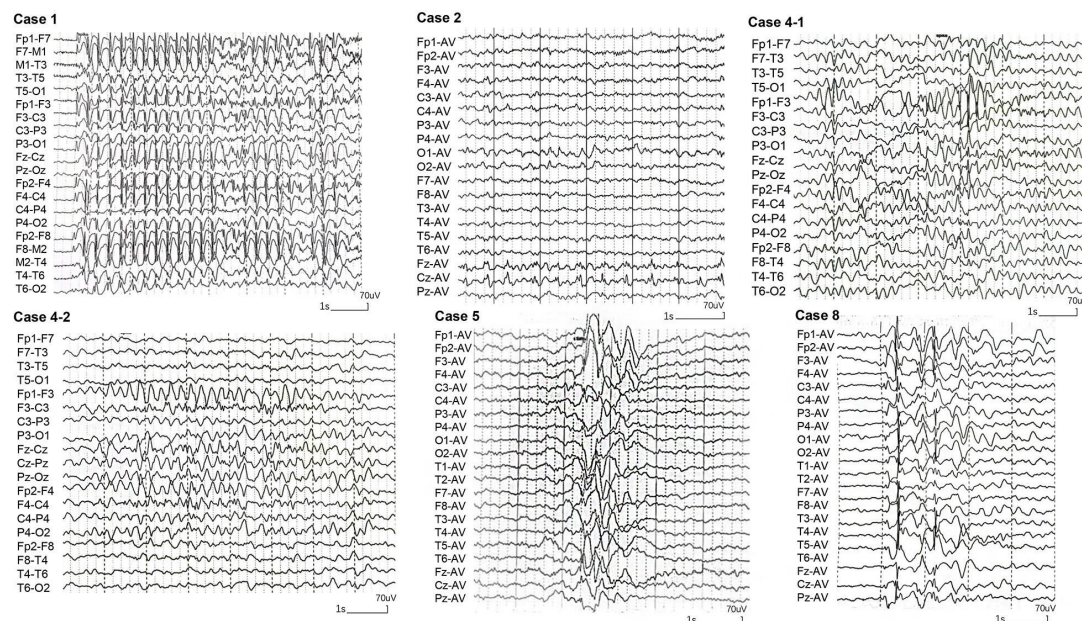 Case 1
Fp1-F7
F7-M1
M1-T3
T3-T5
T5-O1
Fp1-F3
F3-C3
C3-P3
P3-O1
Fz-Cz
Pz-Oz
Fp2-F4
F4-C4
C4-P4
P4-O2
Fp2-F8
F8-M2
M2-T4
T4-T6
T6-O2
1s
70uV
Case 2
Fp1-AV
Fp2-AV
F3-AV
F4-AV
C3-AV
C4-AV
P3-AV
P4-AV
O1-AV
O2-AV
F7-AV
F8-AV
T3-AV
T4-AV
T5-AV
T6-AV
Fz-AV
Cz-AV
Pz-AV
1s
70uV
Case 4-1
Fp1-F7
F7-T3
T3-T5
T5-O1
Fp1-F3
F3-C3
C3-P3
P3-O1
Fz-Cz
Pz-Oz
Fp2-F4
F4-C4
C4-P4
P4-O2
Fp2-F8
F8-T4
T4-T6
T6-O2
1s
70uV
Case 4-2
Fp1-F7
F7-T3
T3-T5
T5-O1
Fp1-F3
F3-C3
C3-P3
P3-O1
Fz-Cz
Cz-Pz
Pz-Oz
Fp2-F4
F4-C4
C4-P4
P4-O2
Fp2-F8
F8-T4
T4-T6
T6-O2
1s
70uV
Case 5
Fp1-AV
Fp2-AV
F3-AV
F4-AV
C3-AV
C4-AV
P3-AV
P4-AV
O1-AV
O2-AV
T1-AV
T2-AV
F7-AV
F8-AV
T3-AV
T4-AV
T5-AV
T6-AV
Fz-AV
Cz-AV
Pz-AV
1s
70uV
Case 8
Fp1-AV
Fp2-AV
F3-AV
F4-AV
C3-AV
C4-AV
P3-AV
P4-AV
O1-AV
O2-AV
T1-AV
T2-AV
F7-AV
F8-AV
T3-AV
T4-AV
T5-AV
T6-AV
Fz-AV
Cz-AV
Pz-AV
1s
70uV